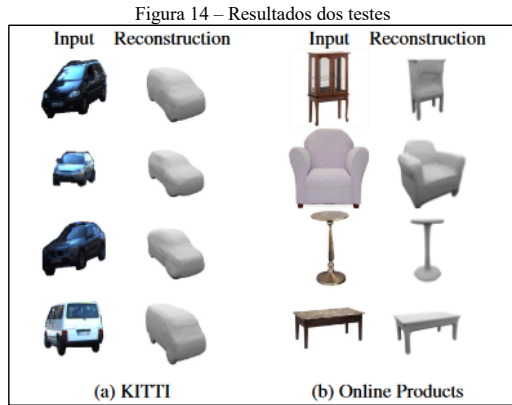 Figura 14 – Resultados dos testes
Input Reconstruction Input Reconstruction
(a) KITTI (b) Online Products